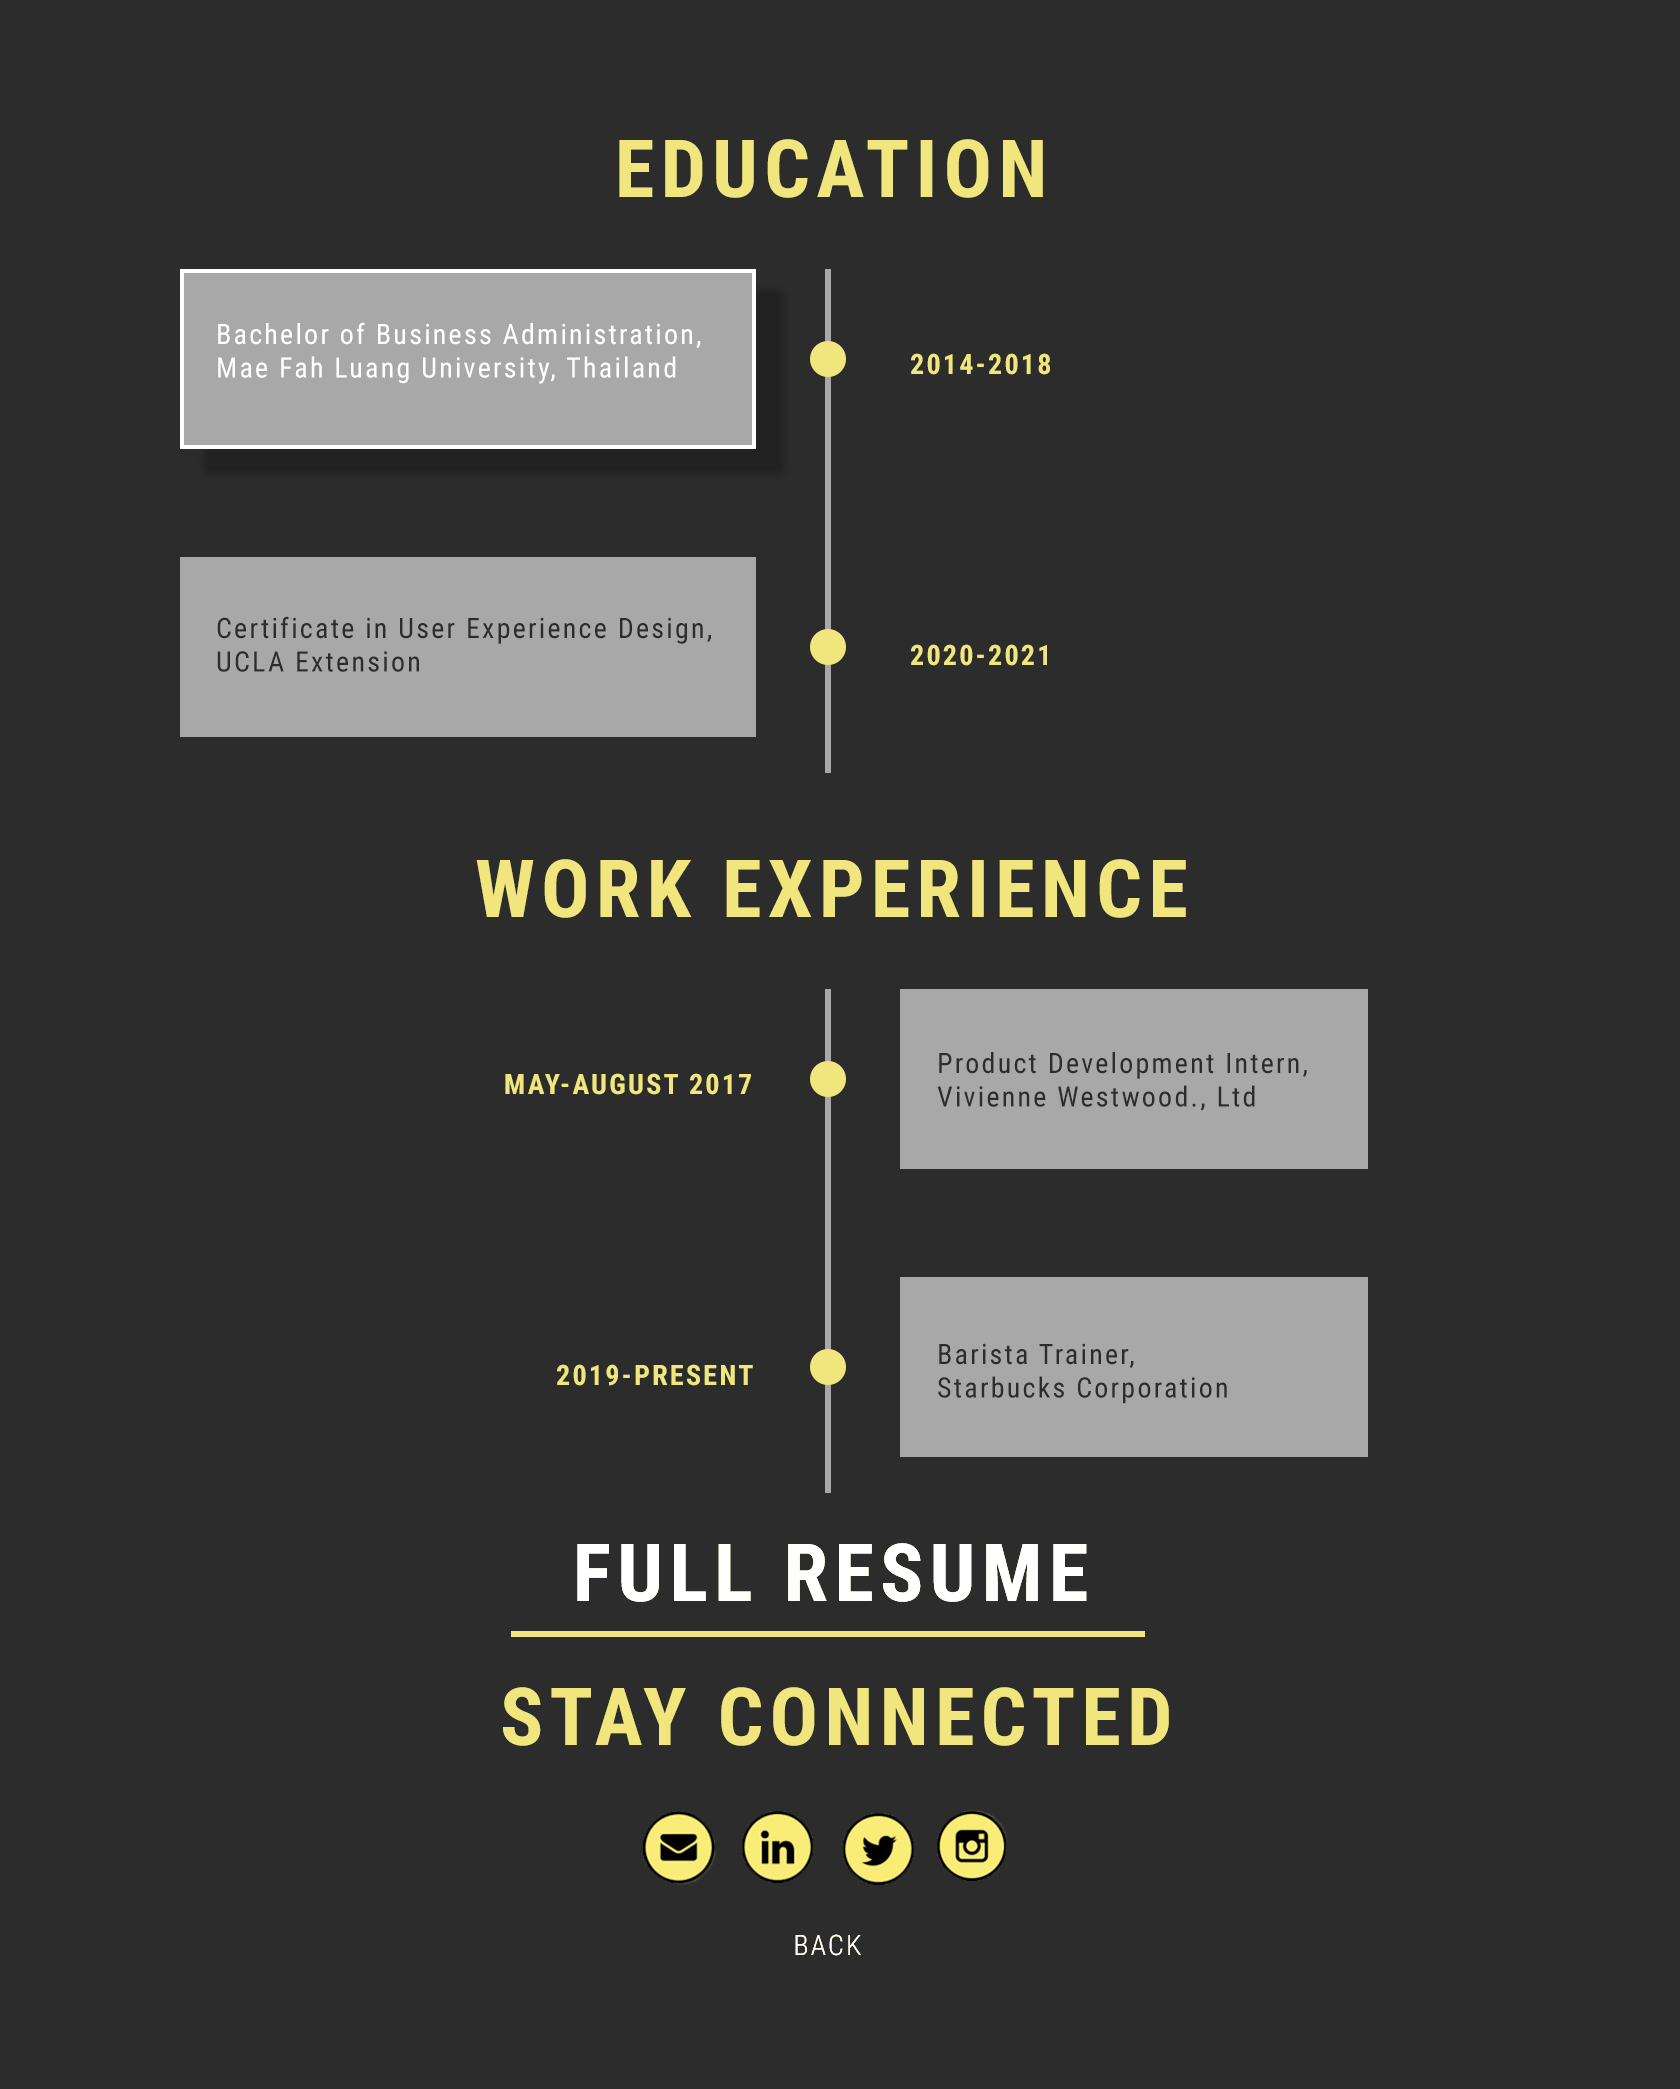 EDUCATION
Bachelor of Business Administration,
Mae Fah Luang University, Thailand
2014-2018
Certificate in User Experience Design,
UCLA Extension
2020-2021
WORK EXPERIENCE
MAY-AUGUST 2017
Product Development Intern,
Vivienne Westwood., Ltd
2019-PRESENT
Barista Trainer,
Starbucks Corporation
FULL RESUME
STAY CONNECTED
in
BACK